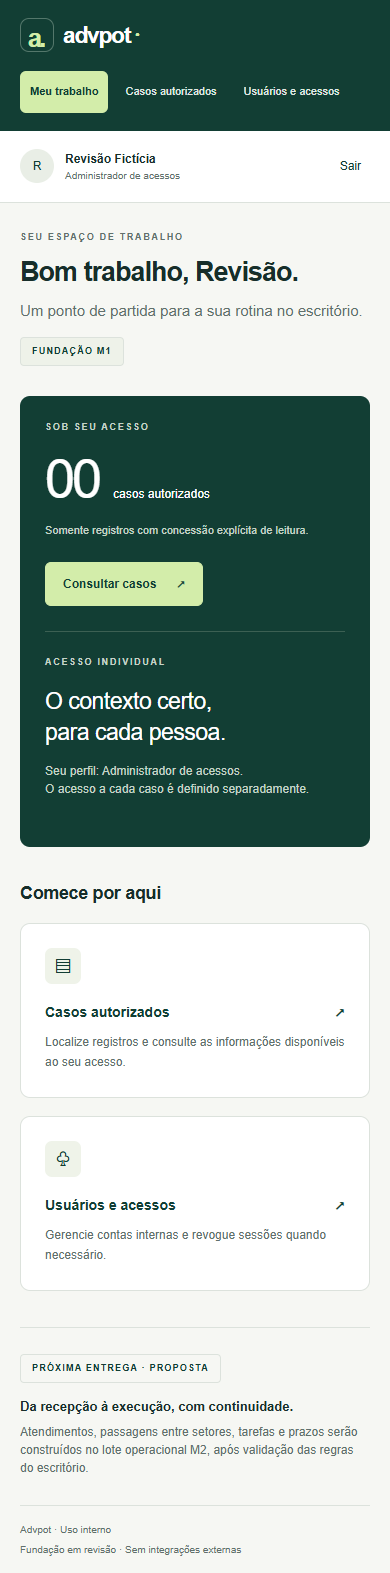 a.
advpot·
Meu trabalho
Casos autorizados
Usuários e acessos
R
Revisão Fictícia
Administrador de acessos
Sair
SEU ESPAÇO DE TRABALHO
Bom trabalho, Revisão.
Um ponto de partida para a sua rotina no escritório.
FUNDAÇÃO M1
SOB SEU ACESSO
00 casos autorizados
Somente registros com concessão explícita de leitura.
Consultar casos ↗
ACESSO INDIVIDUAL
O contexto certo,
para cada pessoa.
Seu perfil: Administrador de acessos.
O acesso a cada caso é definido separadamente.
Comece por aqui
Casos autorizados ↗
Localize registros e consulte as informações disponíveis
ao seu acesso.
Usuários e acessos ↗
Gerencie contas internas e revogue sessões quando
necessário.
PRÓXIMA ENTREGA · PROPOSTA
Da recepção à execução, com continuidade.
Atendimentos, passagens entre setores, tarefas e prazos serão
construídos no lote operacional M2, após validação das regras
do escritório.
Advpot · Uso interno
Fundação em revisão · Sem integrações externas